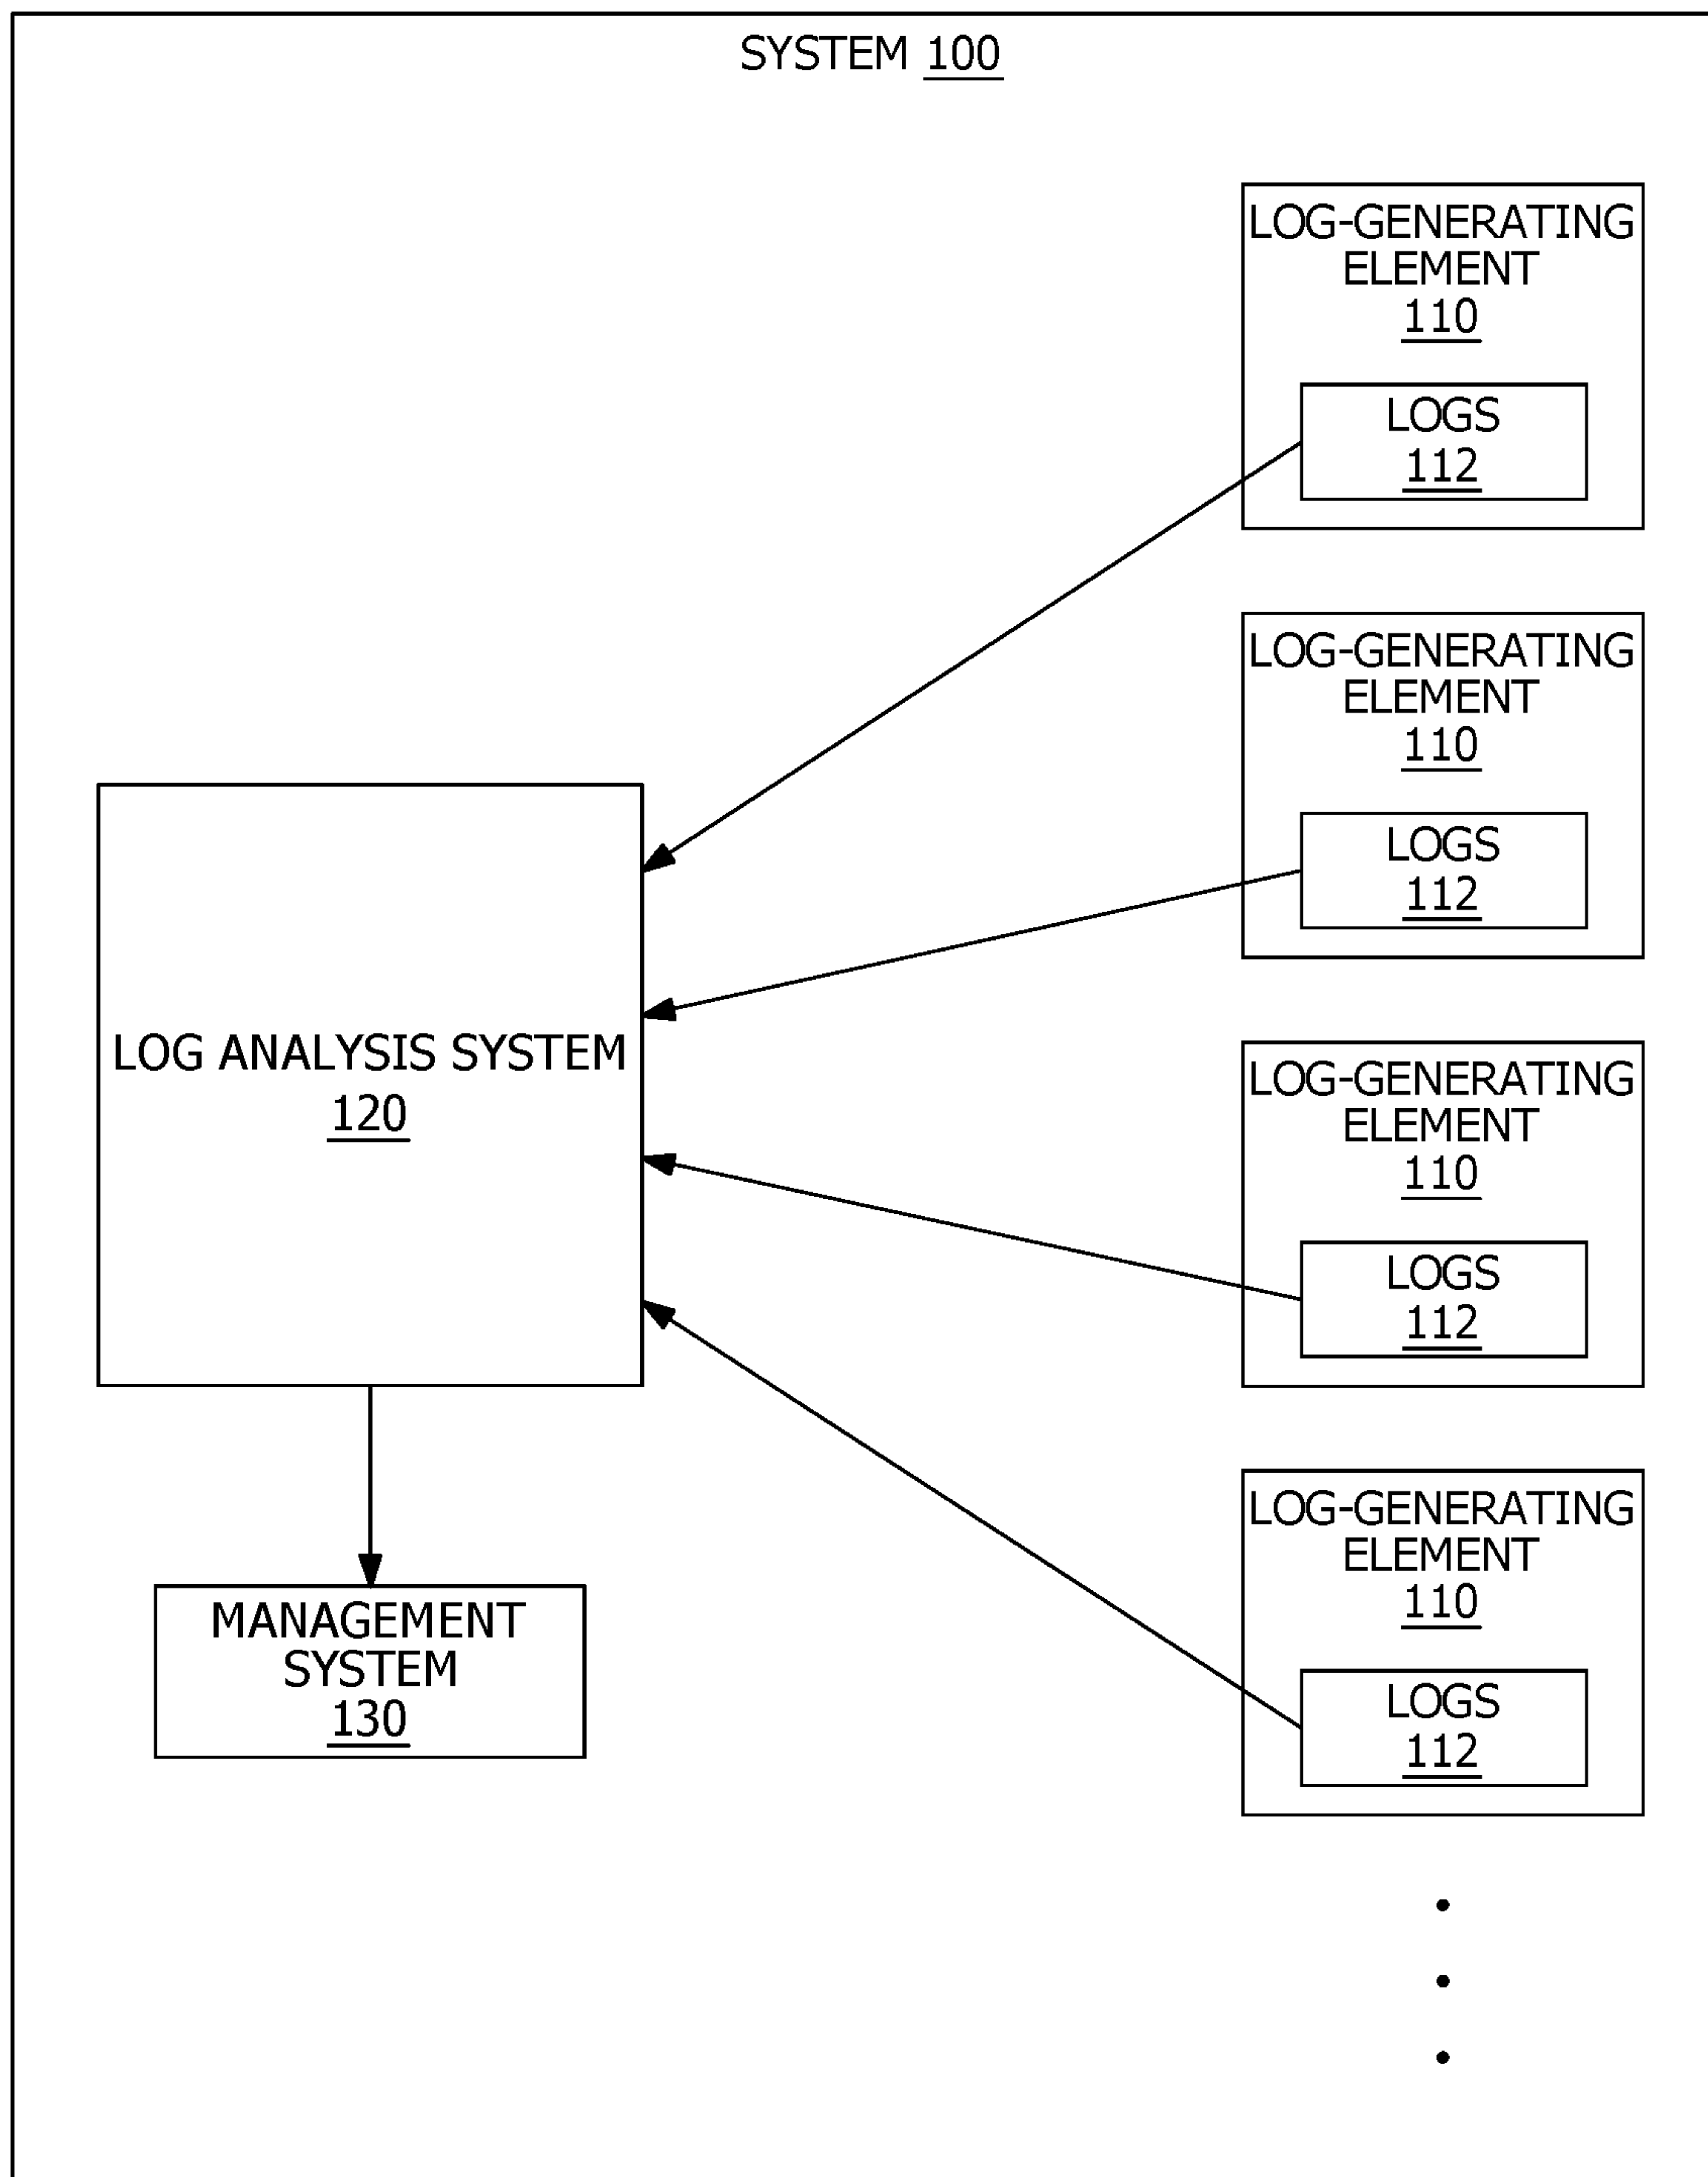 SYSTEM 100
LOG-GENERATING
ELEMENT
110
LOGS
112
LOG-GENERATING
ELEMENT
110
LOGS
112
LOG ANALYSIS SYSTEM
120
LOG-GENERATING
ELEMENT
110
LOGS
112
LOG-GENERATING
ELEMENT
110
LOGS
112
MANAGEMENT
SYSTEM
130